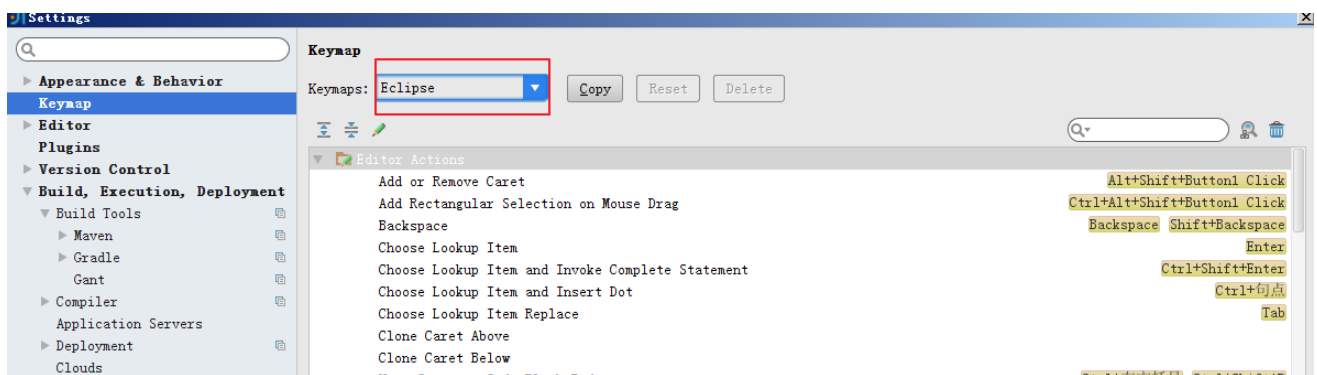 Settings
Keymap
Keymaps: Eclipse Copy Reset Delete
Appearance & Behavior
Keymap
Editor
Plugins
Version Control
Build, Execution, Deployment
Build Tools
Maven
Gradle
Gant
Compiler
Application Servers
Deployment
Clouds
Editor Actions
Add or Remove Caret Alt+Shift+Button1 Click
Add Rectangular Selection on Mouse Drag Ctrl+Alt+Shift+Button1 Click
Backspace Backspace Shift+Backspace
Choose Lookup Item Enter
Choose Lookup Item and Invoke Complete Statement Ctrl+Shift+Enter
Choose Lookup Item and Insert Dot Ctrl+句点
Choose Lookup Item Replace Tab
Clone Caret Above
Clone Caret Below